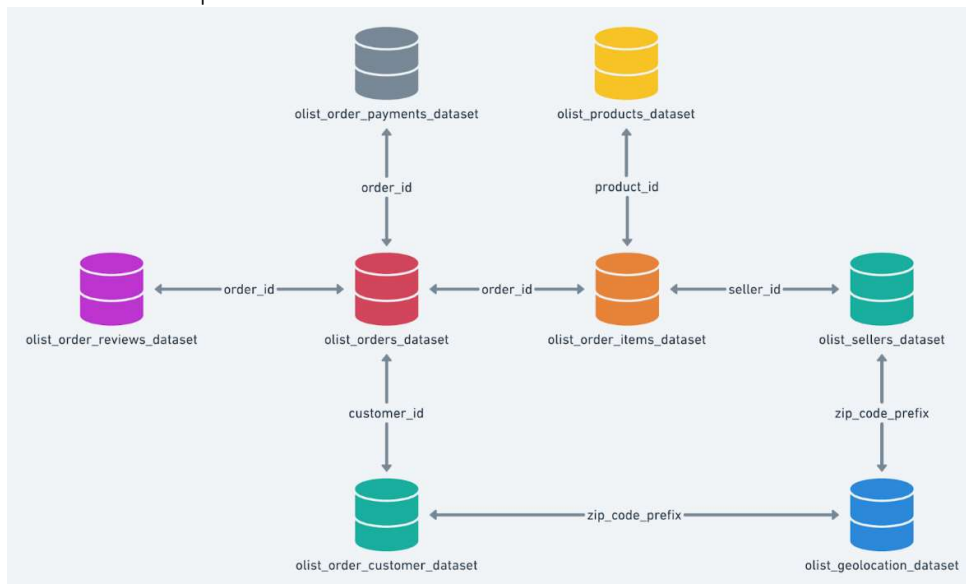 olist_order_payments_dataset
olist_products_dataset
order_id
product_id
order_id
order_id
seller_id
olist_order_reviews_dataset
olist_orders_dataset
olist_order_items_dataset
olist_sellers_dataset
customer_id
zip_code_prefix
zip_code_prefix
olist_order_customer_dataset
olist_geolocation_dataset